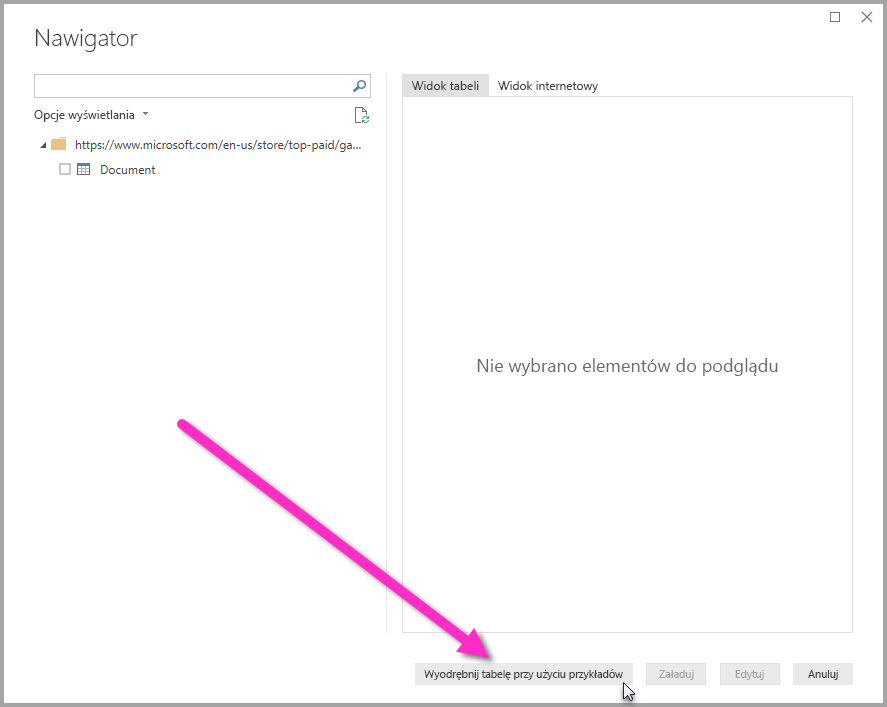 Nawigator
Opcje wyświetlania
https://www.microsoft.com/en-us/store/top-paid/ga...
Document
Widok tabeli
Widok internetowy
Nie wybrano elementów do podglądu
Wyodrębnij tabelę przy użyciu przykładów
Załaduj
Edytuj
Anuluj